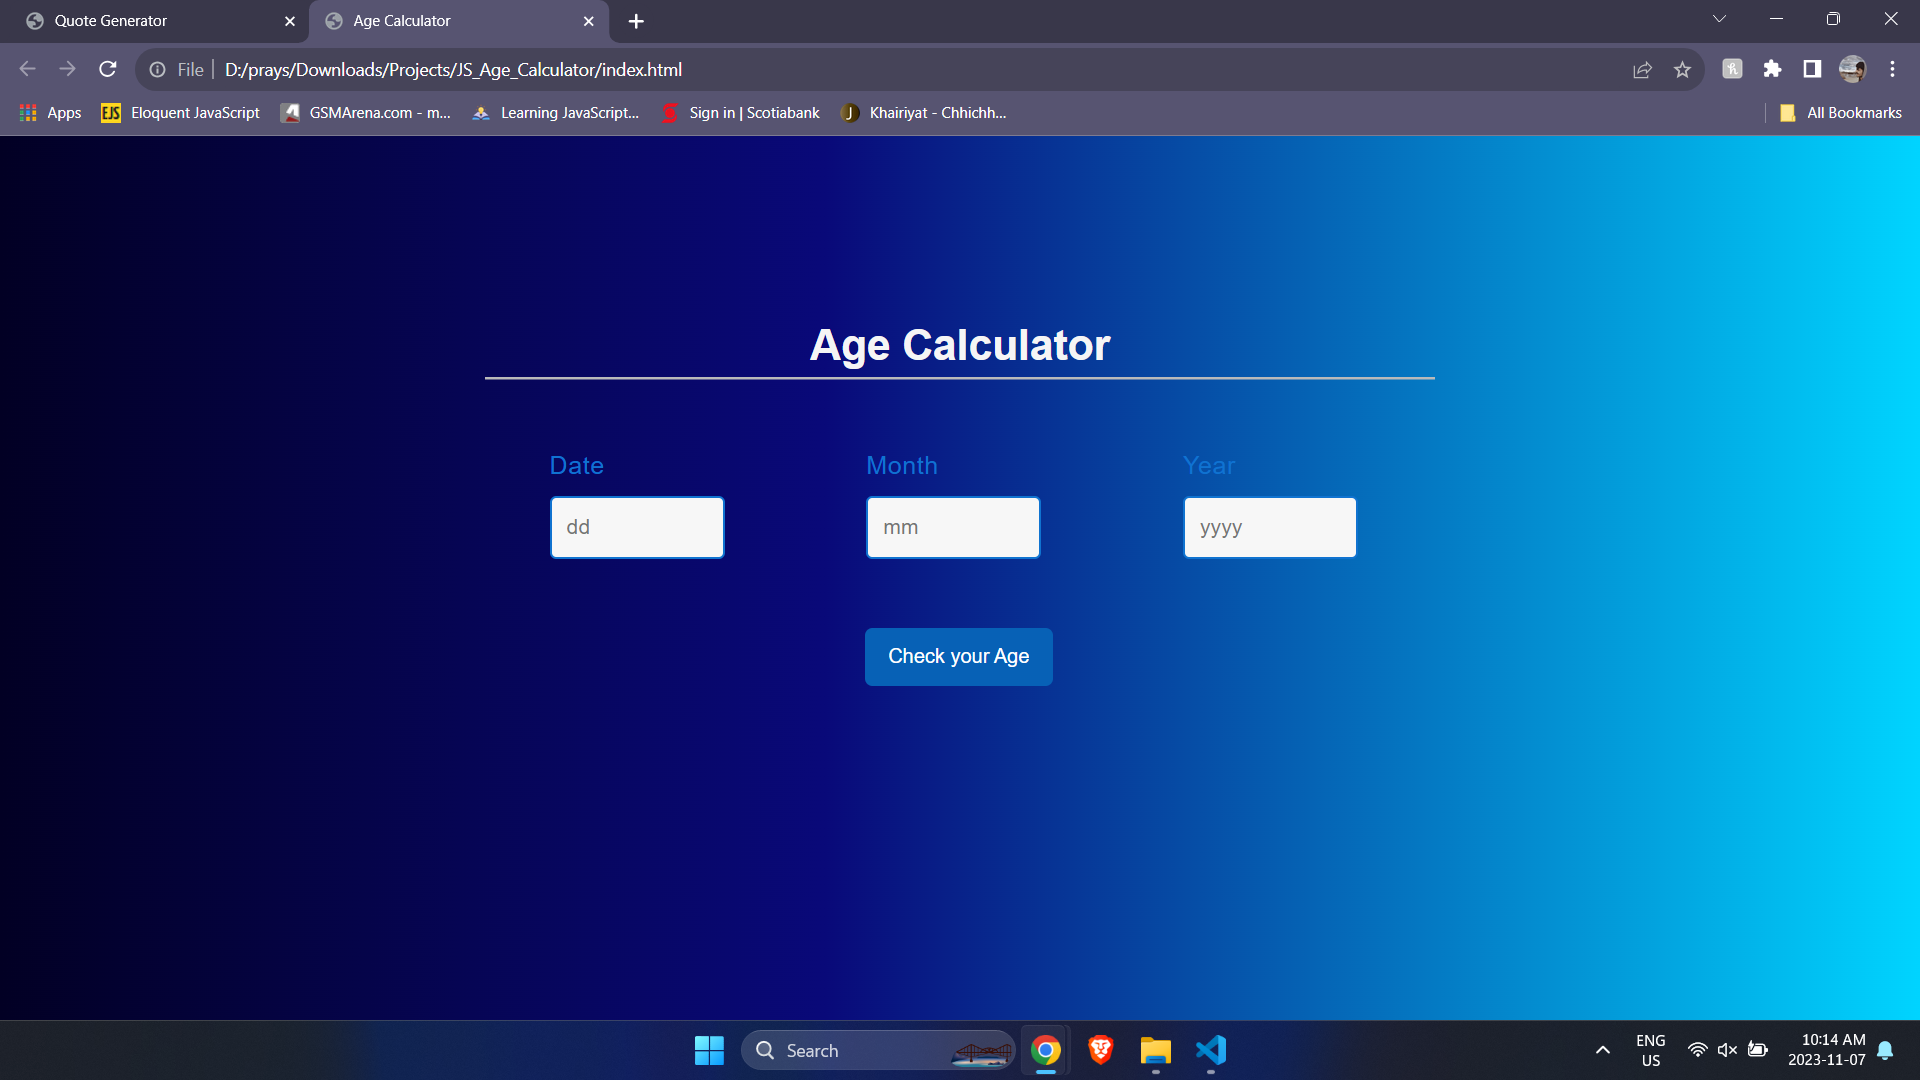 Quote Generator
Age Calculator
File
D:/prays/Downloads/Projects/JS_Age_Calculator/index.html
Apps
EJS
Eloquent JavaScript
GSMArena.com - m...
Learning JavaScript...
Sign in | Scotiabank
J
Khairiyat - Chhichh...
All Bookmarks
Age Calculator
Date
Month
Year
dd
mm
yyyy
Check your Age
Search
ENG
US
10:14 AM
2023-11-07